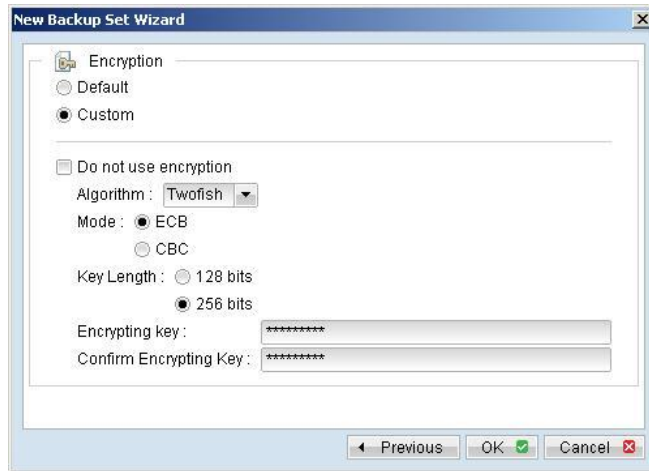 New Backup Set Wizard
Encryption
Default
Custom
Do not use encryption
Algorithm : Twofish
Mode : ECB
CBC
Key Length : 128 bits
256 bits
Encrypting key : *********
Confirm Encrypting Key : *********
Previous OK Cancel